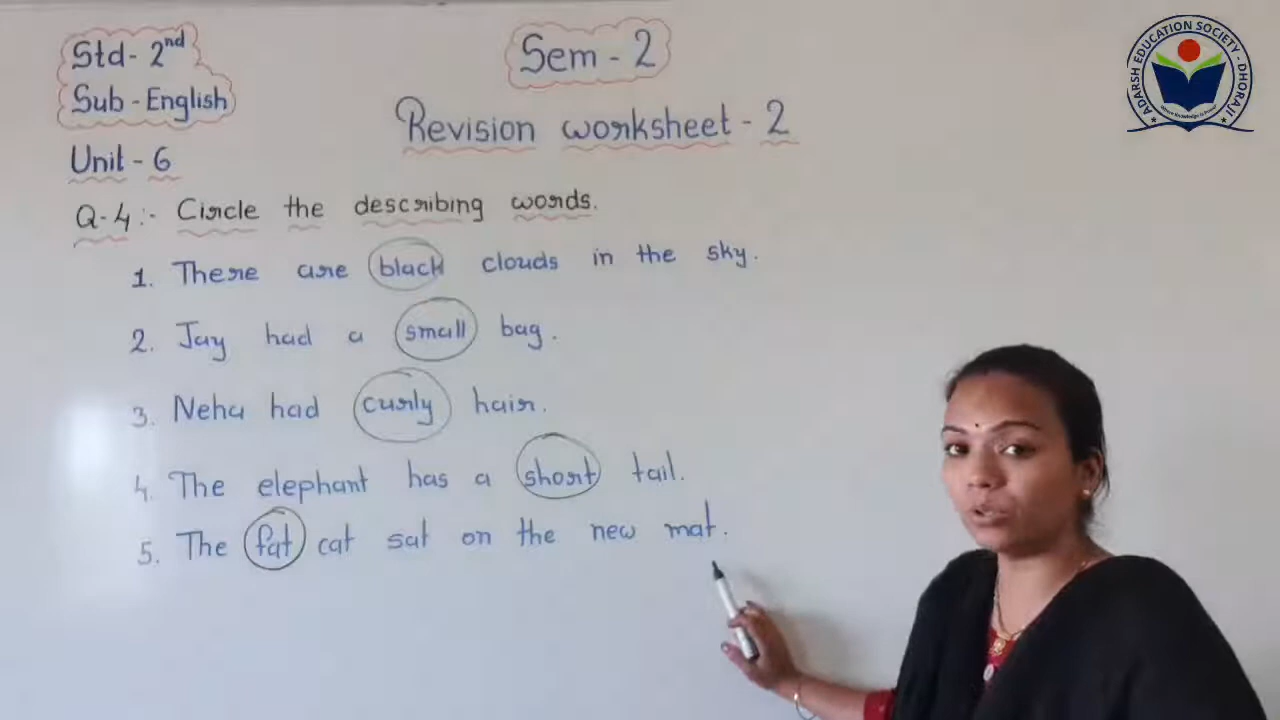 Std- 2nd
Sub - English
Unit - 6
Sem - 2
Revision worksheet - 2
Q-4:- Circle the describing words.
1. There are black clouds in the sky.
2. Jay had a small bag.
3. Neha had curly hair.
4. The elephant has a short tail.
5. The fat cat sat on the new mat.
ADARSH EDUCATION SOCIETY - DHORAJI